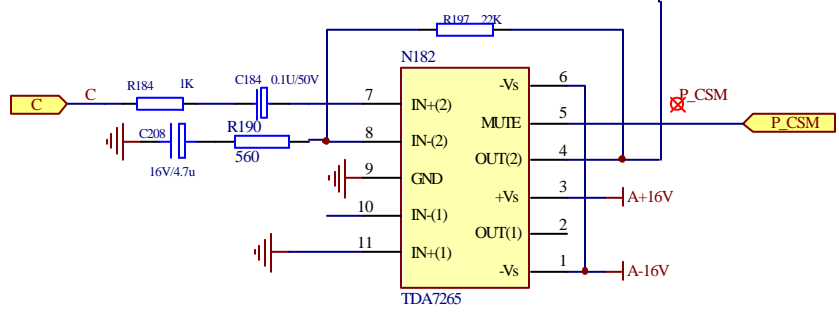 R197 22K
N182
R184 1K C184 0.1U/50V
C C
7 IN+(2) -Vs 6
P_CSM
C208 R190 8 IN-(2) MUTE 5 P_CSM
16V/4.7u 560
9 GND OUT(2) 4
10 IN-(1) +Vs 3 A+16V
11 IN+(1) OUT(1) 2
-Vs 1 A-16V
TDA7265